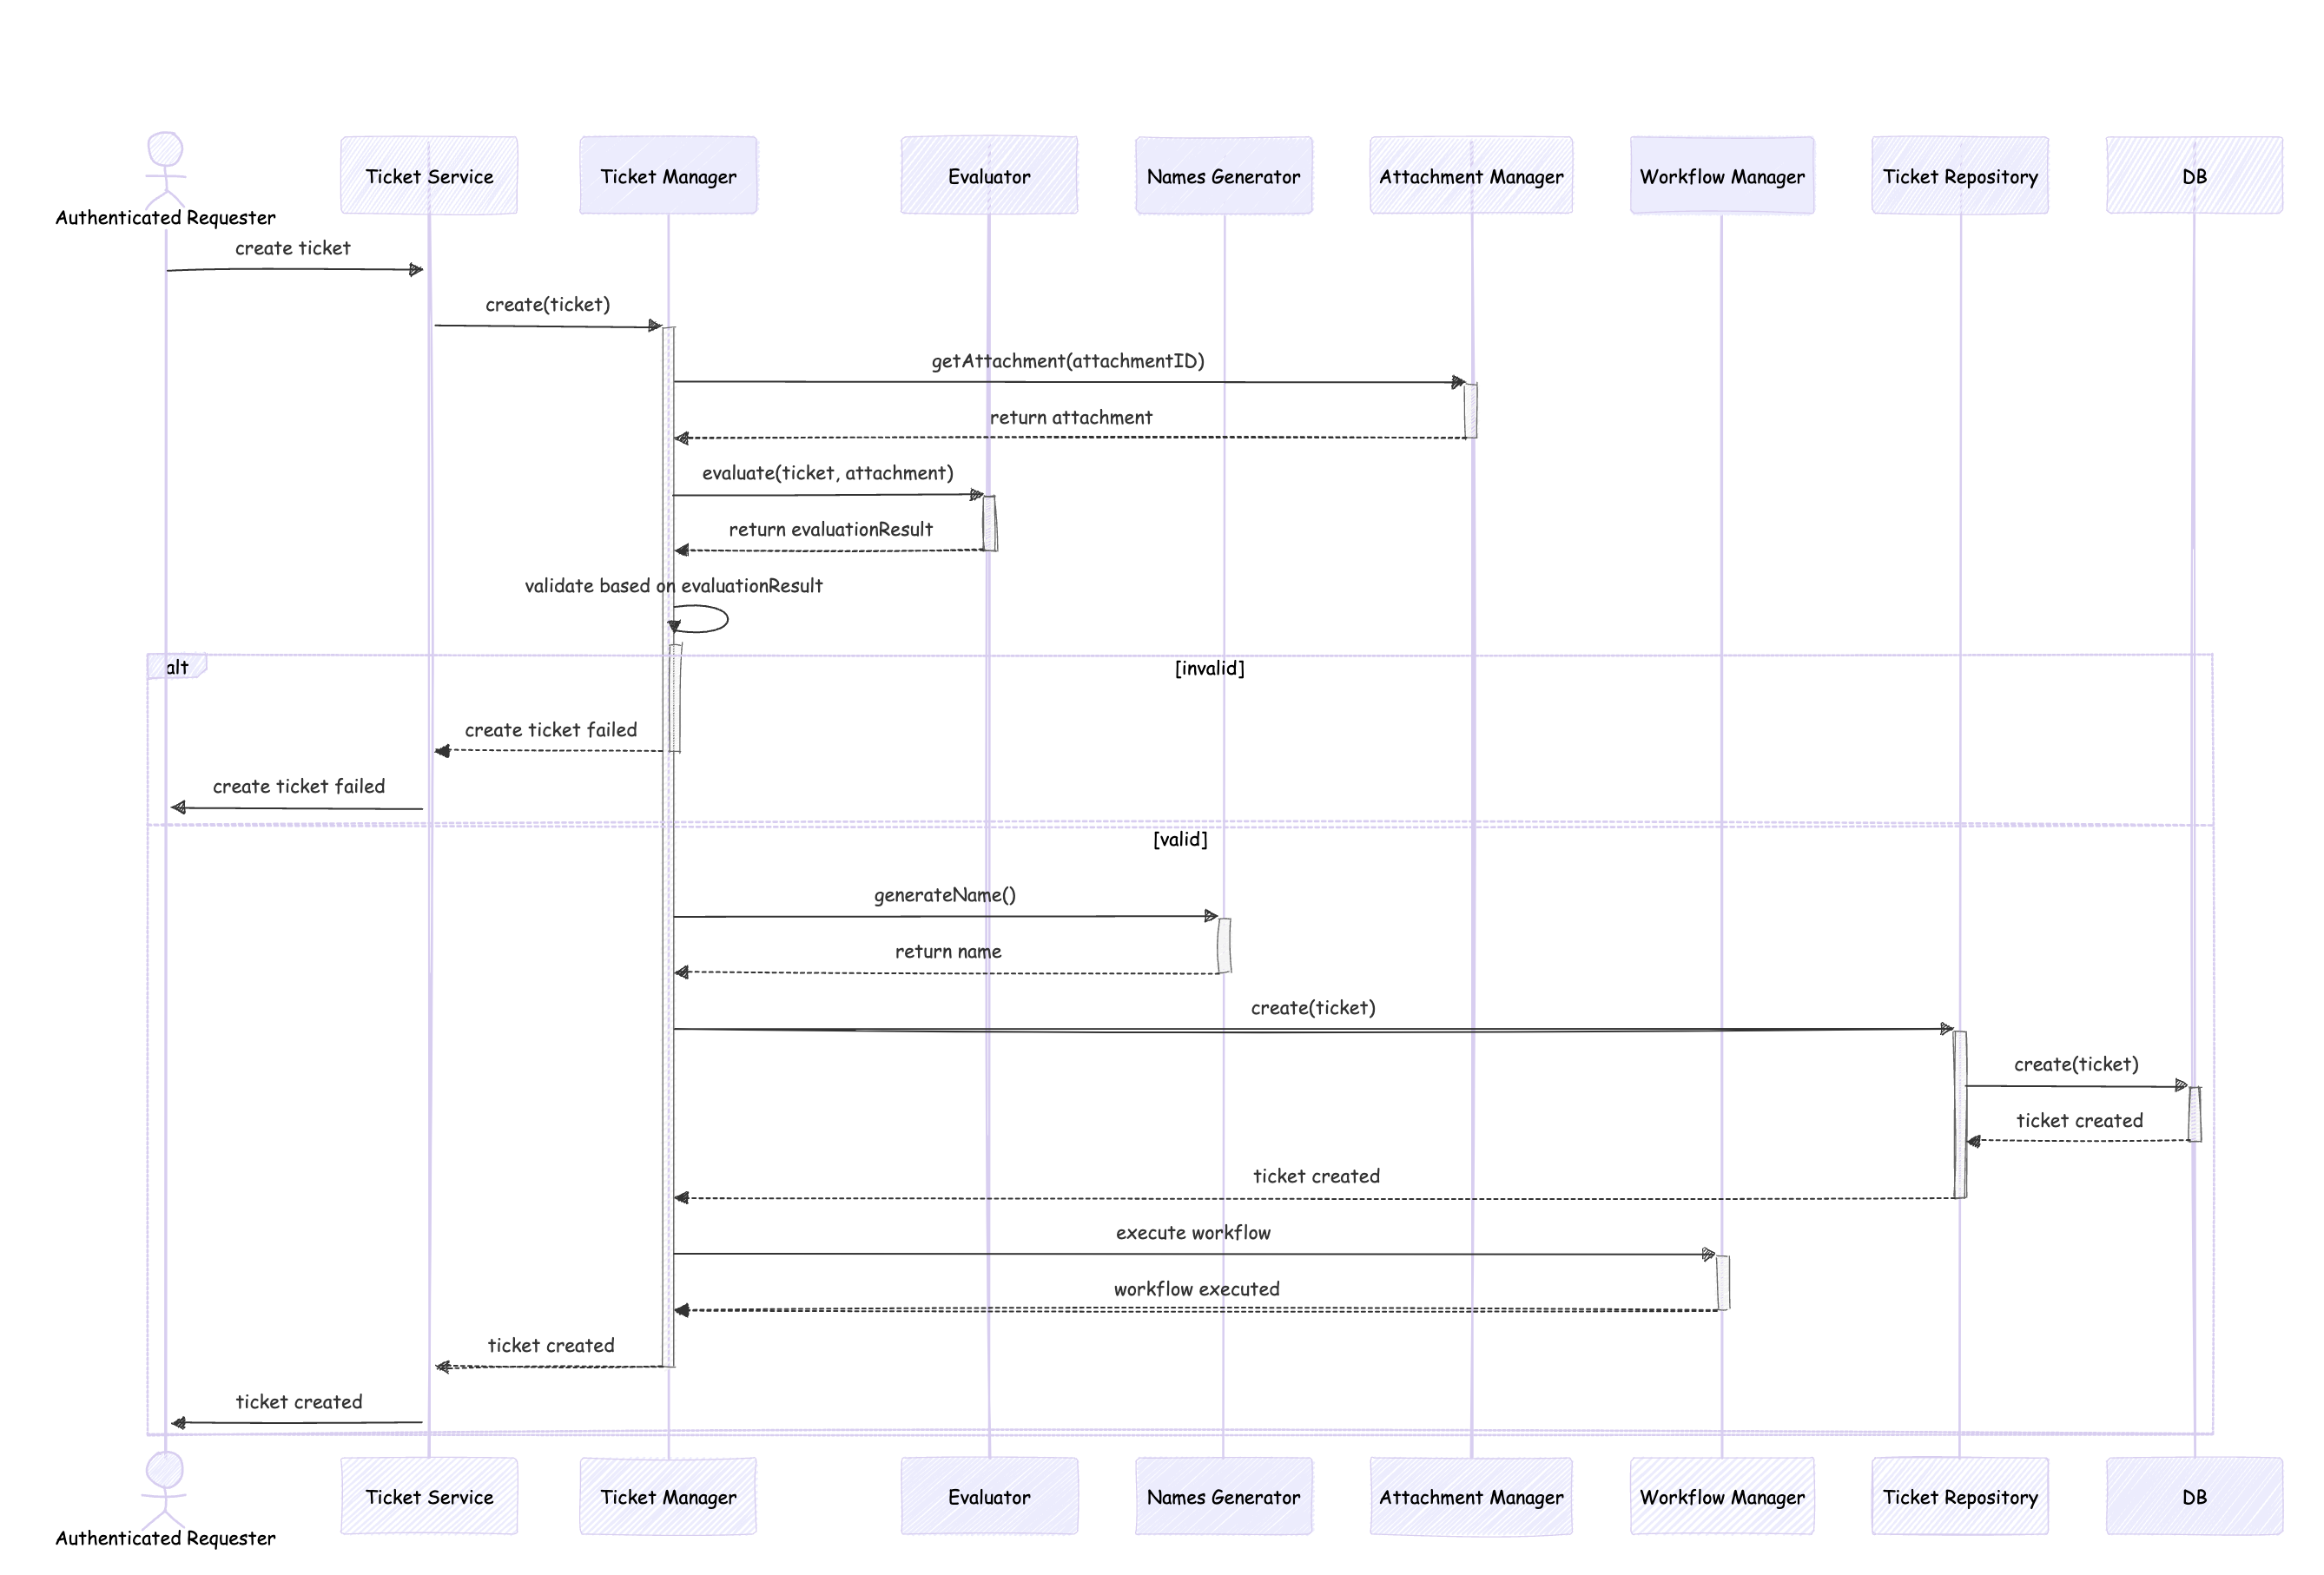 Authenticated Requester
Ticket Service
Ticket Manager
Evaluator
Names Generator
Attachment Manager
Workflow Manager
Ticket Repository
DB
create ticket
create(ticket)
getAttachment(attachmentID)
return attachment
evaluate(ticket, attachment)
return evaluationResult
validate based on evaluationResult
alt
[invalid]
create ticket failed
create ticket failed
[valid]
generateName()
return name
create(ticket)
create(ticket)
ticket created
ticket created
execute workflow
workflow executed
ticket created
ticket created
Authenticated Requester
Ticket Service
Ticket Manager
Evaluator
Names Generator
Attachment Manager
Workflow Manager
Ticket Repository
DB